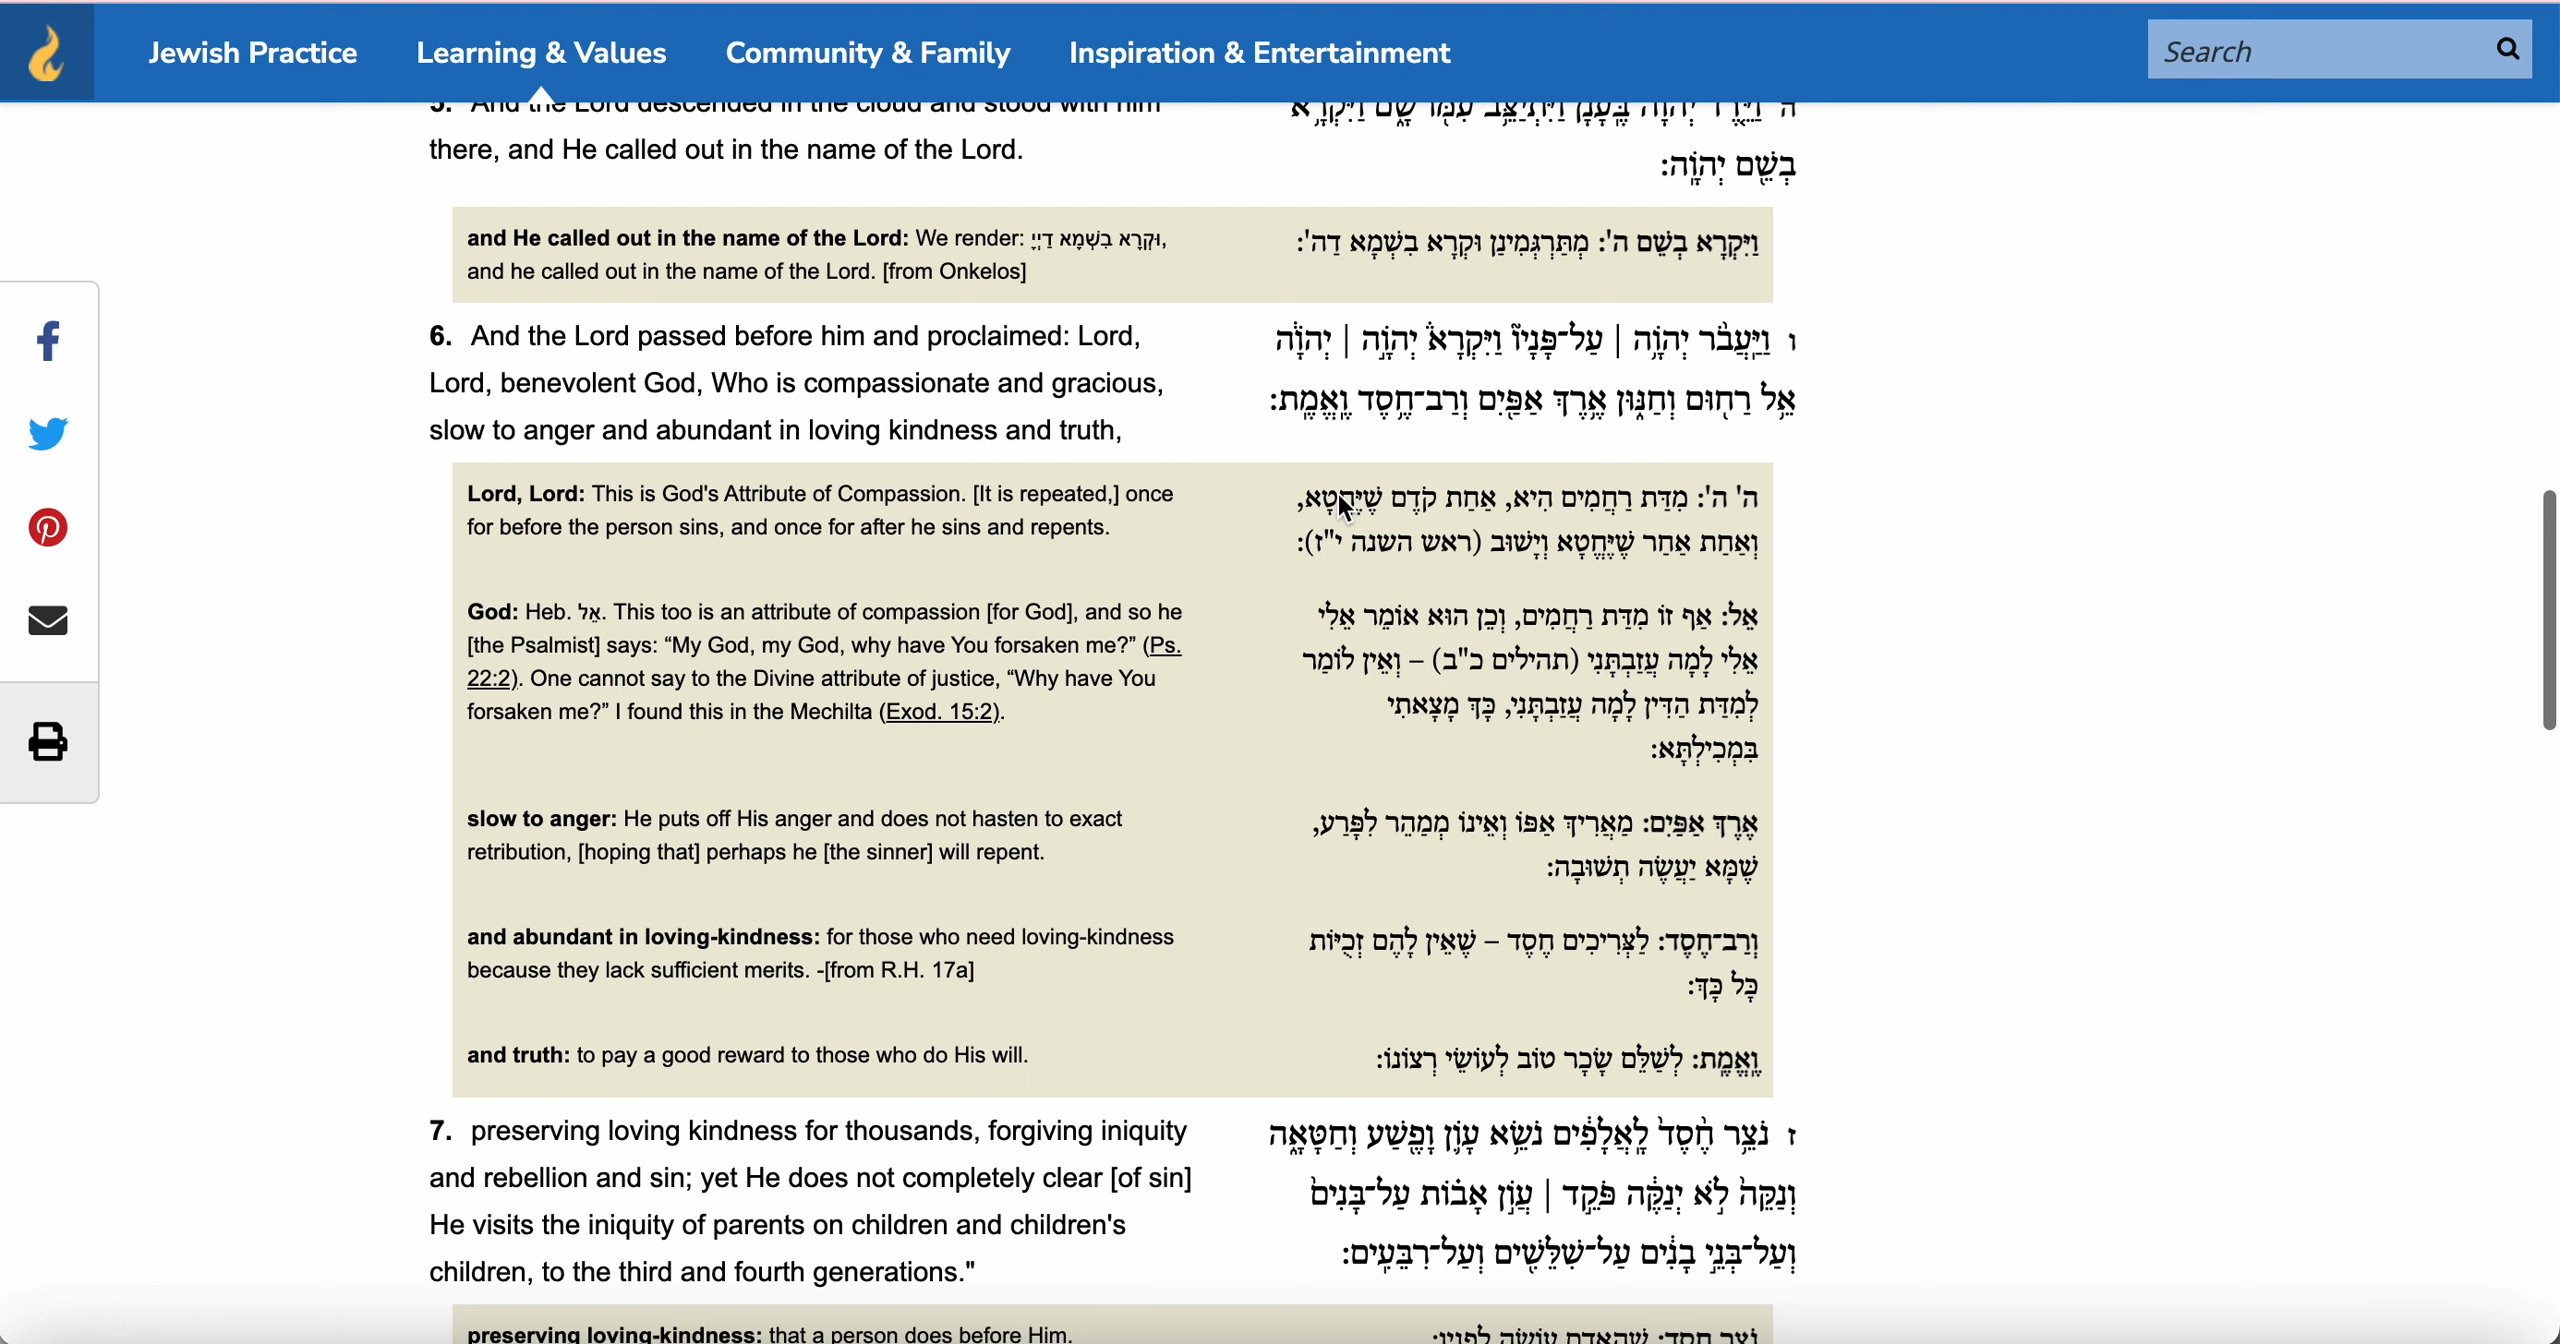 Jewish Practice
Learning & Values
Community & Family
Inspiration & Entertainment
Search
5. And the Lord descended in the cloud and stood with him
there, and He called out in the name of the Lord.
ה וַיֵּ֤רֶד יְהֹוָה֙ בֶּֽעָנָ֔ן וַיִּתְיַצֵּ֥ב עִמּ֖וֹ שָׁ֑ם וַיִּקְרָ֥א
בְשֵׁ֖ם יְהֹוָֽה:
and He called out in the name of the Lord: We render: וּקְרָא בִשְׁמָא דַיְיָ,
and he called out in the name of the Lord. [from Onkelos]
וַיִּקְרָא בְשֵׁם ה': מְתַּרְגְּמִינַן וּקְרָא בִשְׁמָא דַה':
6. And the Lord passed before him and proclaimed: Lord,
Lord, benevolent God, Who is compassionate and gracious,
slow to anger and abundant in loving kindness and truth,
ו וַיַּֽעֲבֹ֨ר יְהֹוָ֥ה | עַל־פָּנָיו֘ וַיִּקְרָא֒ יְהֹוָ֣ה | יְהֹוָ֔ה
אֵ֥ל רַח֖וּם וְחַנּ֑וּן אֶ֥רֶךְ אַפַּ֖יִם וְרַב־חֶ֥סֶד וֶֽאֱמֶֽת:
Lord, Lord: This is God's Attribute of Compassion. [It is repeated,] once
for before the person sins, and once for after he sins and repents.
ה' ה': מִדַּת רַחֲמִים הִיא, אַחַת קֹדֶם שֶׁיֶּחֱטָא,
וְאַחַת אַחַר שֶׁיֶּחֱטָא וְיָשׁוּב (ראש השנה י"ז):
God: Heb. אֵל. This too is an attribute of compassion [for God], and so he
[the Psalmist] says: “My God, my God, why have You forsaken me?” (Ps.
22:2). One cannot say to the Divine attribute of justice, “Why have You
forsaken me?” I found this in the Mechilta (Exod. 15:2).
אֵל: אַף זוֹ מִדַּת רַחֲמִים, וְכֵן הוּא אוֹמֵר אֵלִי
אֵלִי לָמָה עֲזַבְתָּנִי (תהילים כ"ב) – וְאֵין לוֹמַר
לְמִדַּת הַדִּין לָמָה עֲזַבְתָּנִי, כָּךְ מָצָאתִי
בִּמְכִילְתָּא:
slow to anger: He puts off His anger and does not hasten to exact
retribution, [hoping that] perhaps he [the sinner] will repent.
אֶרֶךְ אַפַּיִם: מַאֲרִיךְ אַפּוֹ וְאֵינוֹ מְמַהֵר לִפָּרַע,
שֶׁמָּא יַעֲשֶׂה תְשׁוּבָה:
and abundant in loving-kindness: for those who need loving-kindness
because they lack sufficient merits. -[from R.H. 17a]
וְרַב־חֶסֶד: לַצְּרִיכִים חֶסֶד – שֶׁאֵין לָהֶם זְכֻיּוֹת
כָּל כָּךְ:
and truth: to pay a good reward to those who do His will.
וֶאֱמֶת: לְשַׁלֵּם שָׂכָר טוֹב לְעוֹשֵׂי רְצוֹנוֹ:
7. preserving loving kindness for thousands, forgiving iniquity
and rebellion and sin; yet He does not completely clear [of sin]
He visits the iniquity of parents on children and children's
children, to the third and fourth generations."
ז נֹצֵ֥ר חֶ֨סֶד֙ לָֽאֲלָפִ֔ים נֹשֵׂ֥א עָוֹ֛ן וָפֶ֖שַׁע וְחַטָּאָ֑ה
וְנַקֵּה֙ לֹ֣א יְנַקֶּ֔ה פֹּקֵ֣ד | עֲוֹ֣ן אָב֗וֹת עַל־בָּנִים֙
וְעַל־בְּנֵ֣י בָנִ֔ים עַל־שִׁלֵּשִׁ֖ים וְעַל־רִבֵּעִֽים:
preserving loving-kindness: that a person does before Him.
נֹצֵר חֶסֶד: שֶׁהָאָדָם עוֹשֶׂה לְפָנָיו: